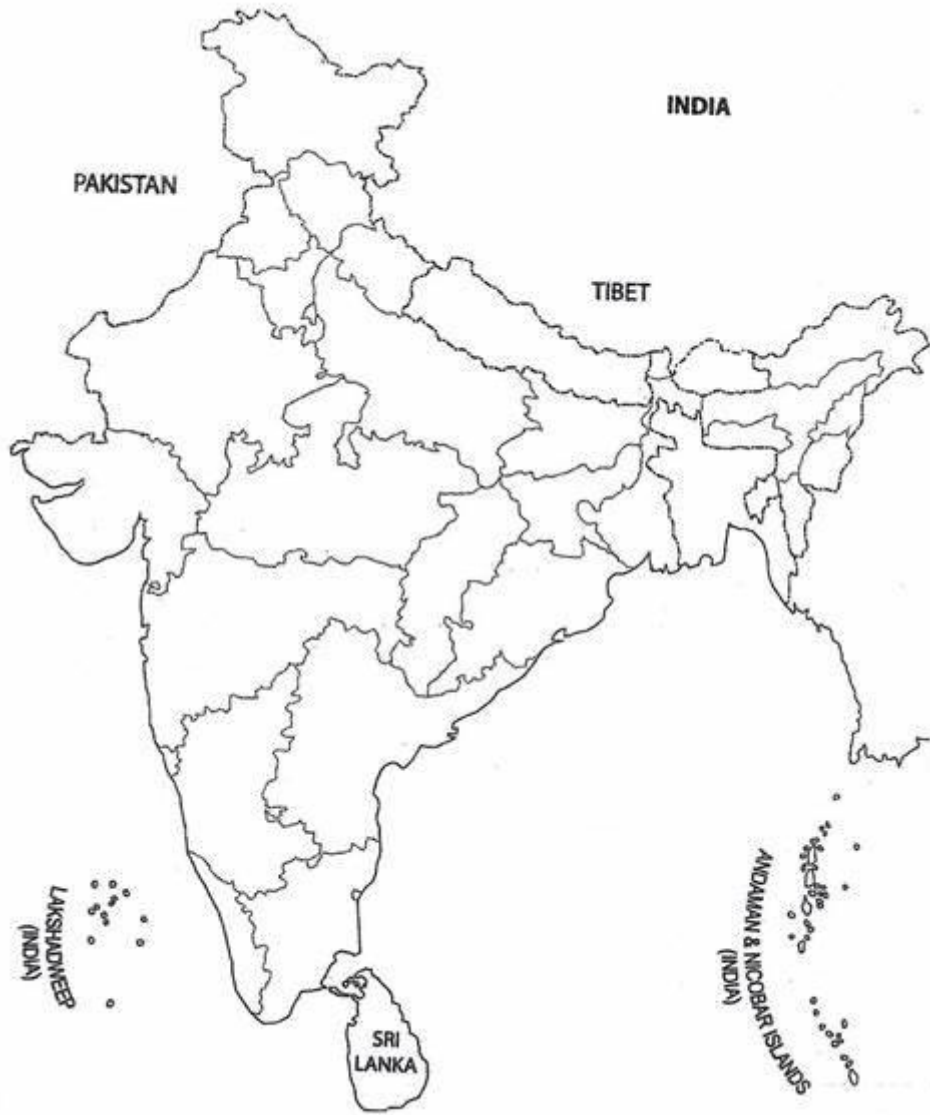 INDIA
PAKISTAN
TIBET
LAKSHADWEEP
(INDIA)
ANDAMAN & NICOBAR ISLANDS
(INDIA)
SRI
LANKA